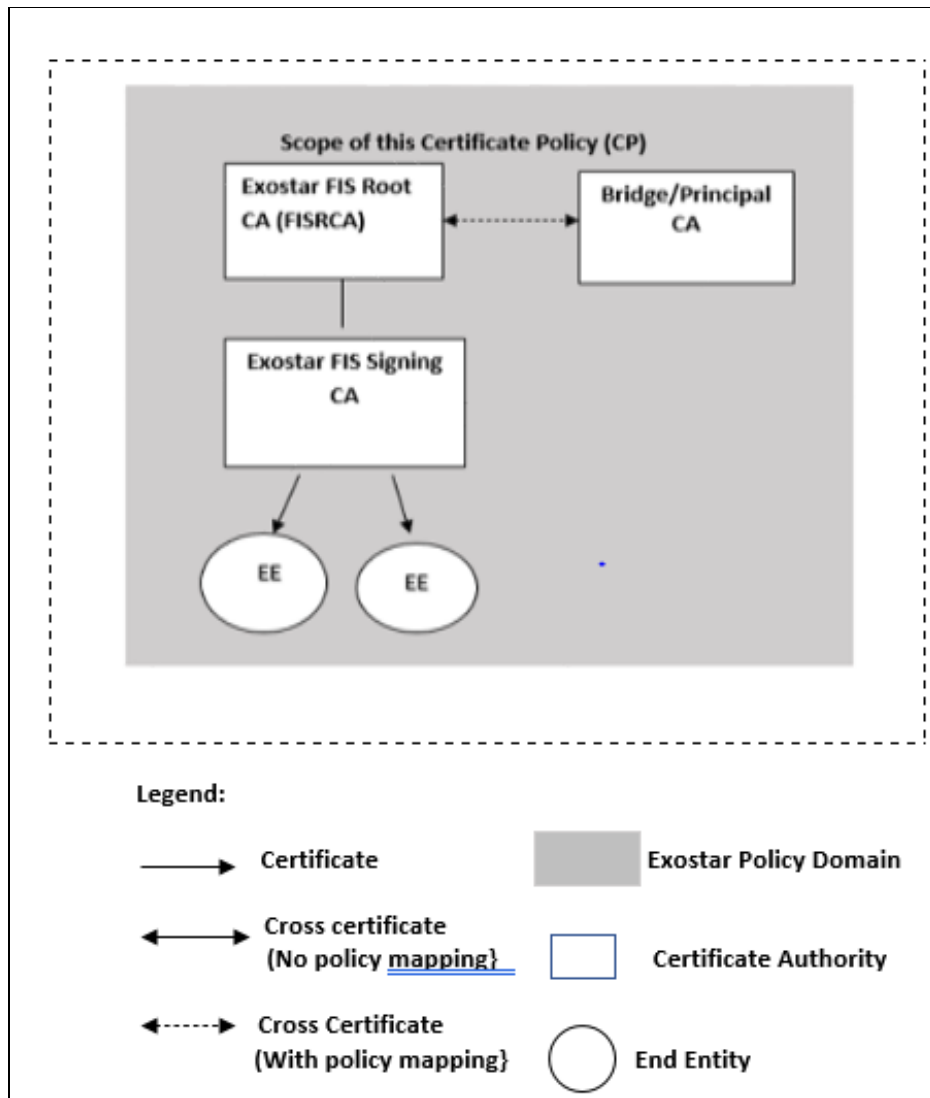 Scope of this Certificate Policy (CP)
Exostar FIS Root
CA (FISRCA)
Bridge/Principal
CA
Exostar FIS Signing
CA
EE
EE
Legend:
Certificate
Exostar Policy Domain
Cross certificate
(No policy mapping}
Certificate Authority
Cross Certificate
(With policy mapping}
End Entity